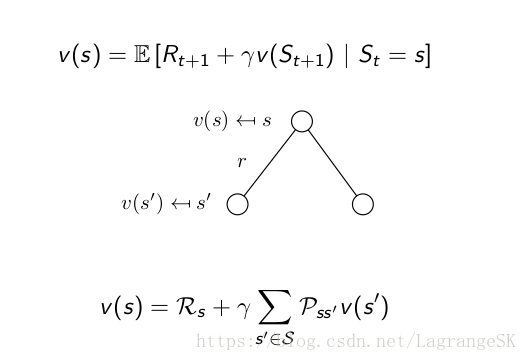 v(s) = 𝔼 [R_{t+1} + γv(S_{t+1}) | S_t = s]
v(s) ↤ s
r
v(s′) ↤ s′
v(s) = ℛ_s + γ ∑_{s′∈𝒮} 𝒫_{ss′} v(s′)
https://blog.csdn.net/LagrangeSK